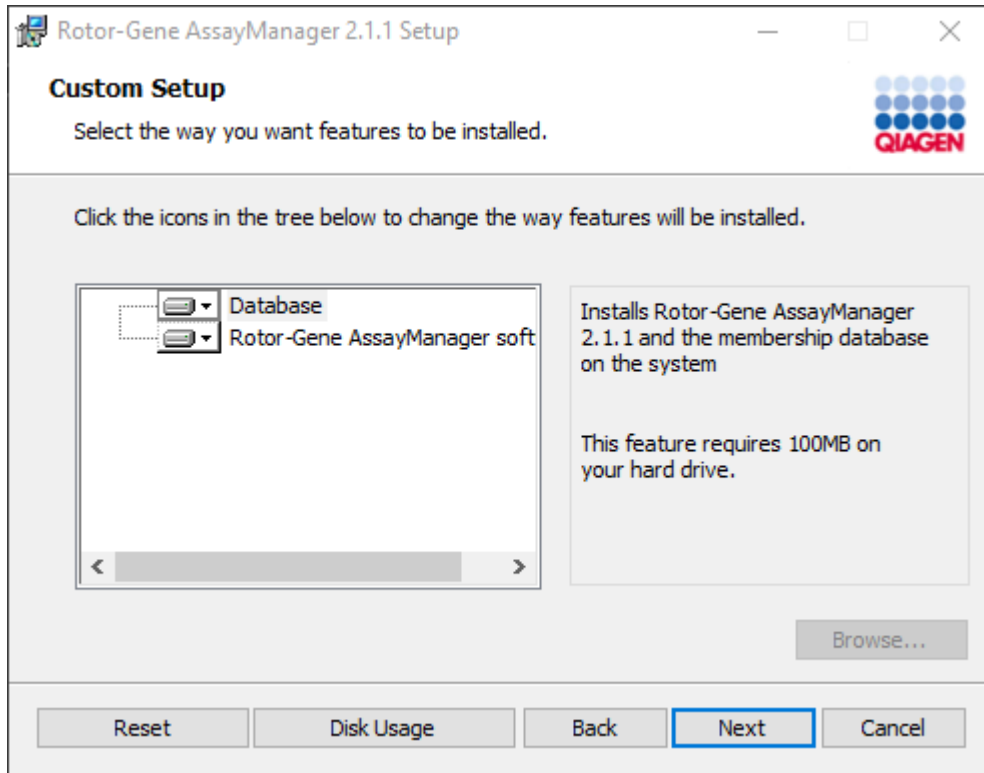 Rotor-Gene AssayManager 2.1.1 Setup
Custom Setup
Select the way you want features to be installed.
QIAGEN
Click the icons in the tree below to change the way features will be installed.
Database
Rotor-Gene AssayManager soft
Installs Rotor-Gene AssayManager
2.1.1 and the membership database
on the system
This feature requires 100MB on
your hard drive.
Browse...
Reset
Disk Usage
Back
Next
Cancel